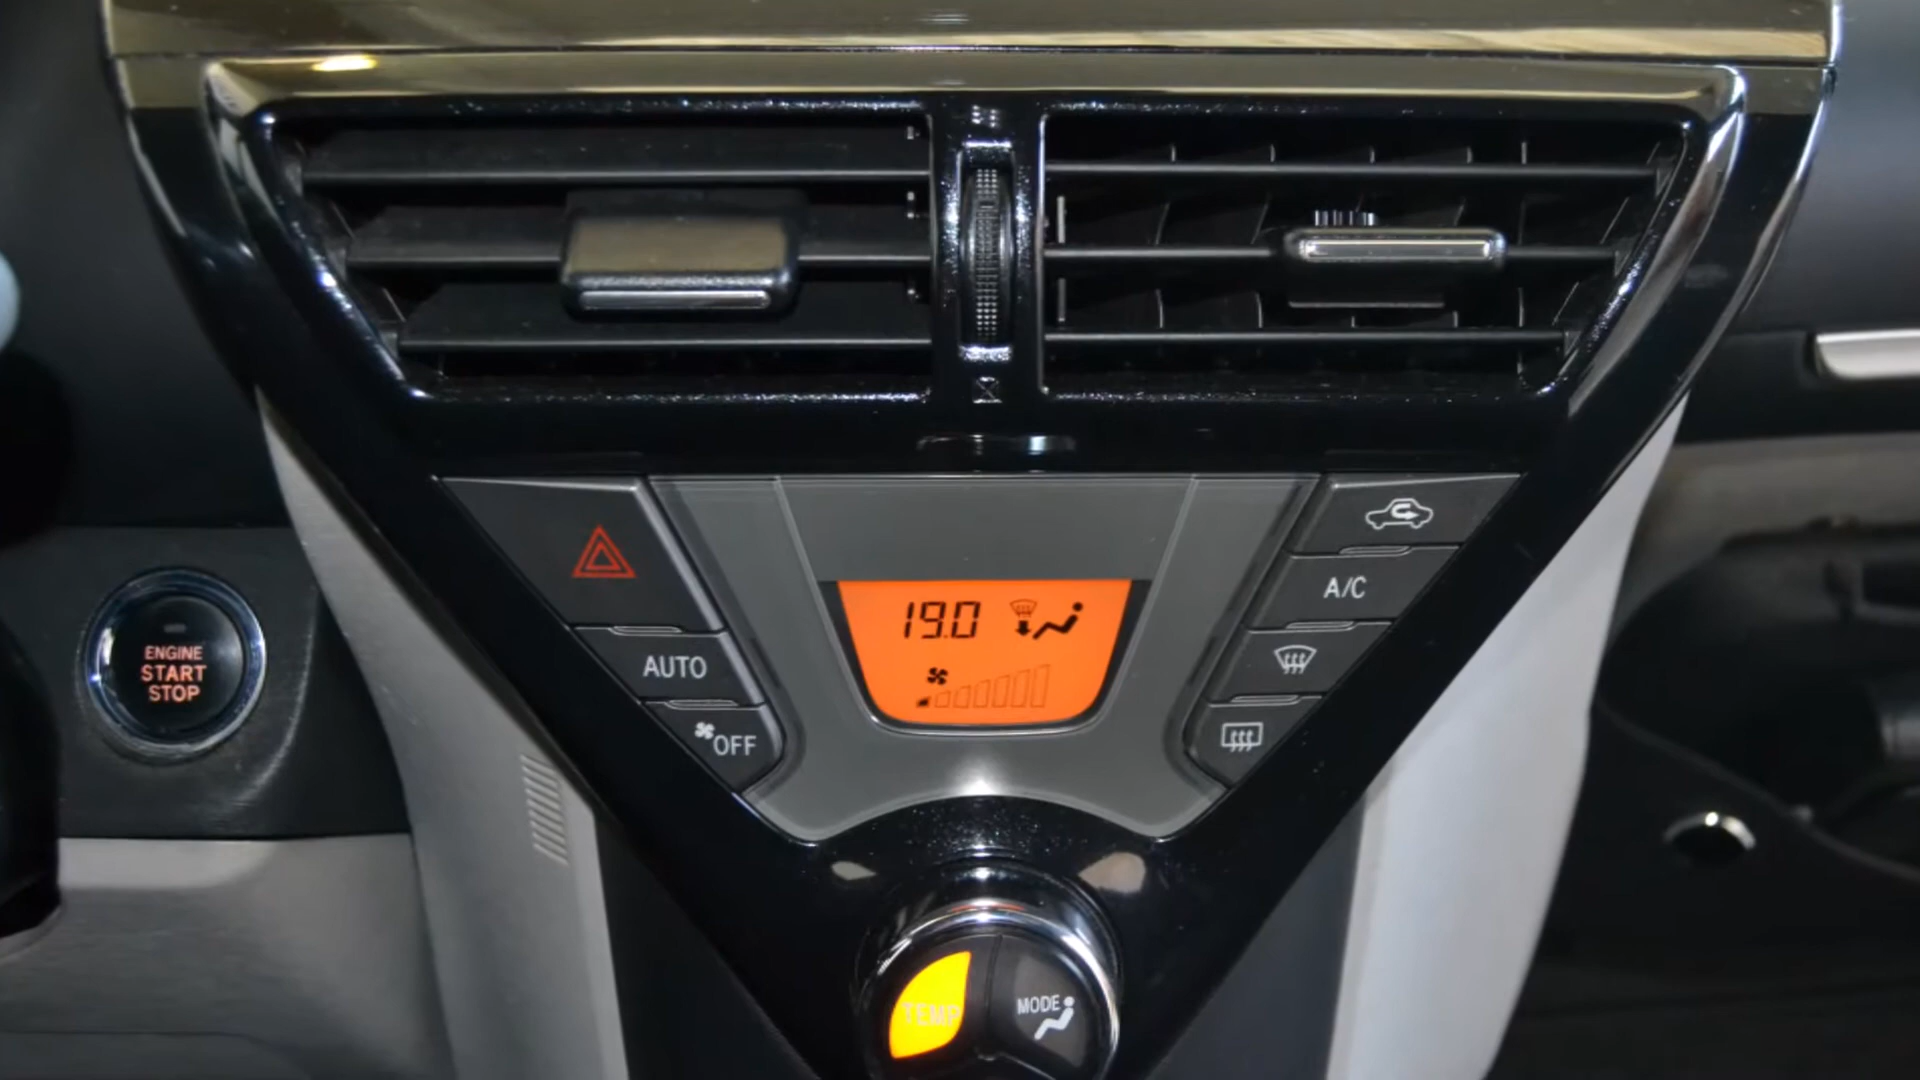 19.0
A/C
AUTO
OFF
ENGINE
START
STOP
TEMP
MODE